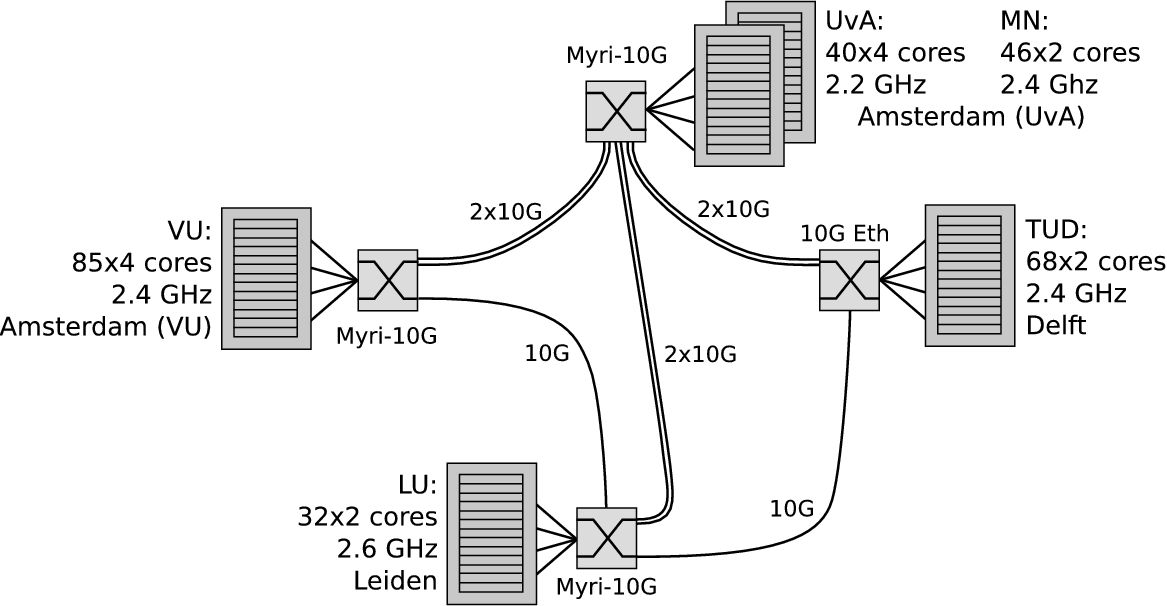 Myri-10G
UvA:
40x4 cores
2.2 GHz
MN:
46x2 cores
2.4 Ghz
Amsterdam (UvA)
2x10G
2x10G
VU:
85x4 cores
2.4 GHz
Amsterdam (VU)
Myri-10G
10G Eth
TUD:
68x2 cores
2.4 GHz
Delft
10G
2x10G
LU:
32x2 cores
2.6 GHz
Leiden
Myri-10G
10G